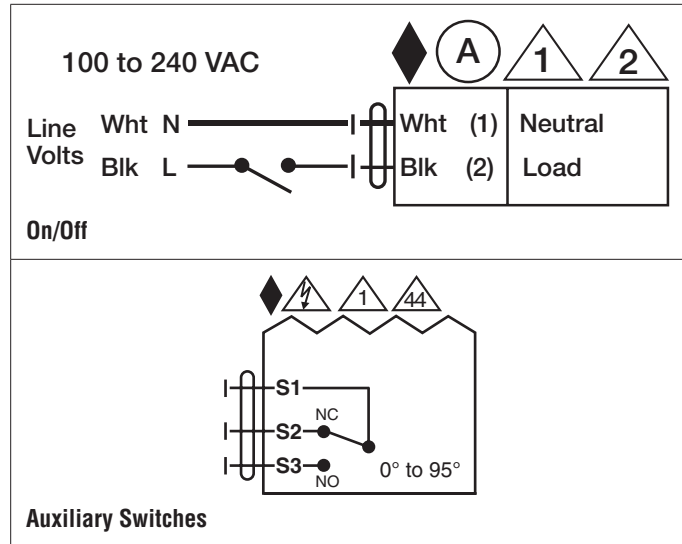 100 to 240 VAC
A 1 2
Line Volts
Wht N
Wht (1) Neutral
Blk L
Blk (2) Load
On/Off
1 44
S1
NC
S2
S3
NO
0° to 95°
Auxiliary Switches